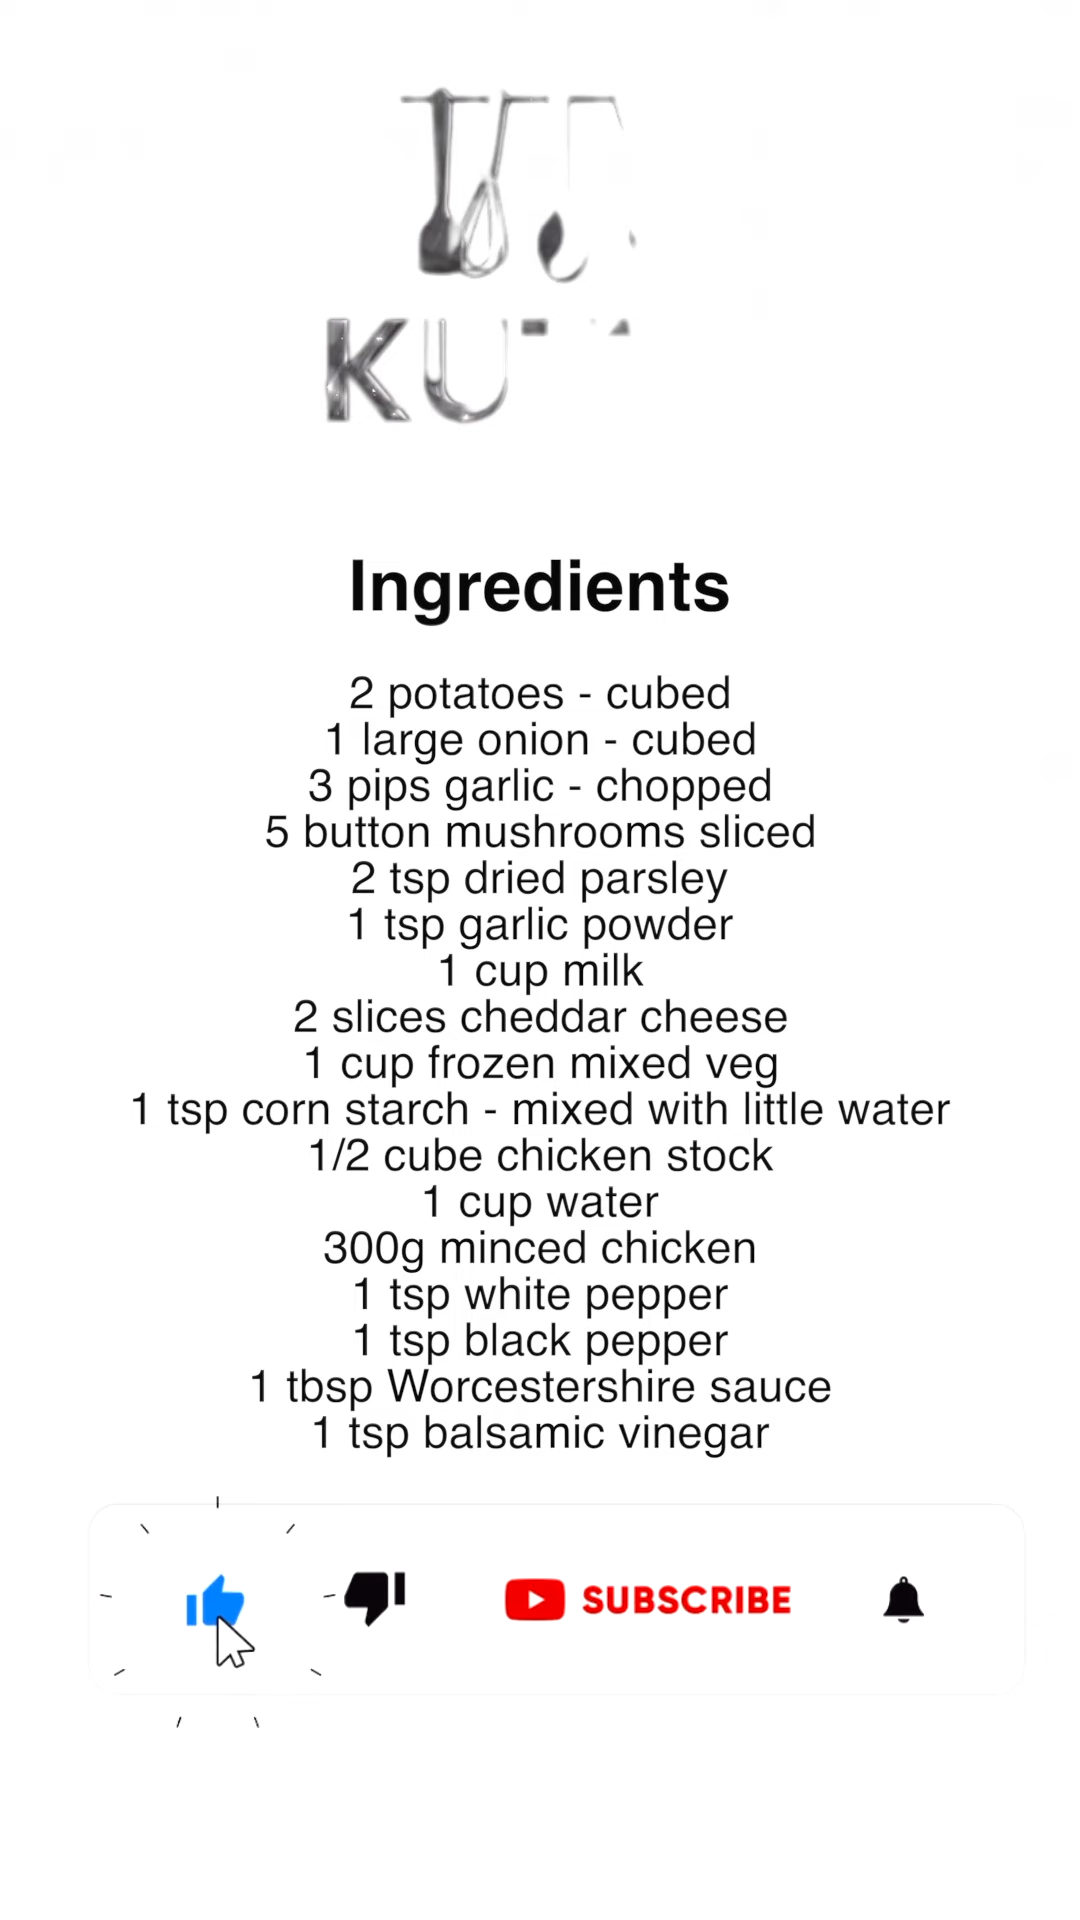 KU
Ingredients
2 potatoes - cubed
1 large onion - cubed
3 pips garlic - chopped
5 button mushrooms sliced
2 tsp dried parsley
1 tsp garlic powder
1 cup milk
2 slices cheddar cheese
1 cup frozen mixed veg
1 tsp corn starch - mixed with little water
1/2 cube chicken stock
1 cup water
300g minced chicken
1 tsp white pepper
1 tsp black pepper
1 tbsp Worcestershire sauce
1 tsp balsamic vinegar
SUBSCRIBE